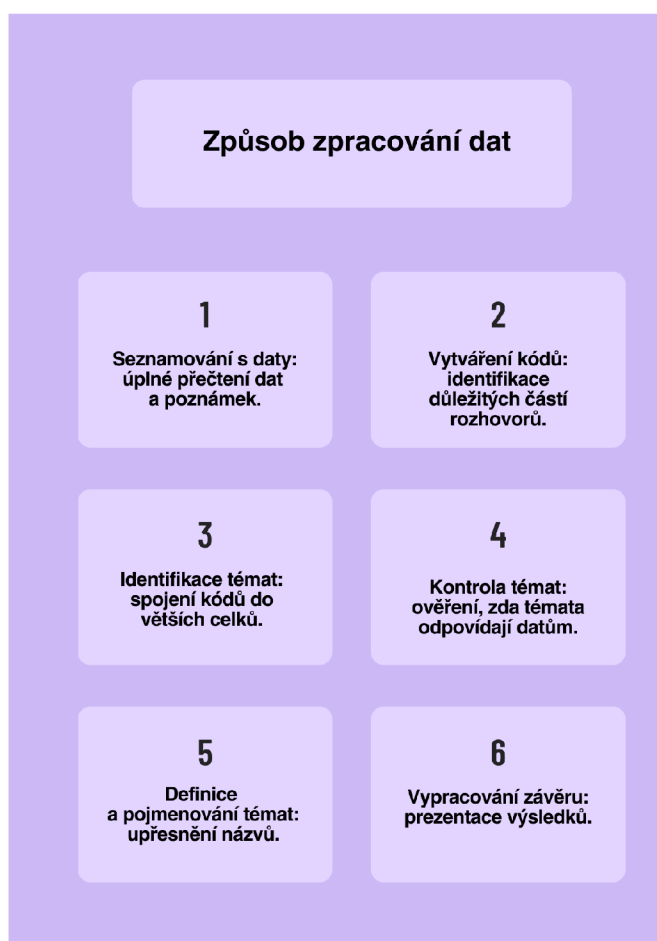 Způsob zpracování dat
1
Seznamování s daty:
úplné přečtení dat
a poznámek.
2
Vytváření kódů:
identifikace
důležitých částí
rozhovorů.
3
Identifikace témat:
spojení kódů do
větších celků.
4
Kontrola témat:
ověření, zda témata
odpovídají datům.
5
Definice
a pojmenování témat:
upřesnění názvů.
6
Vypracování závěru:
prezentace výsledků.